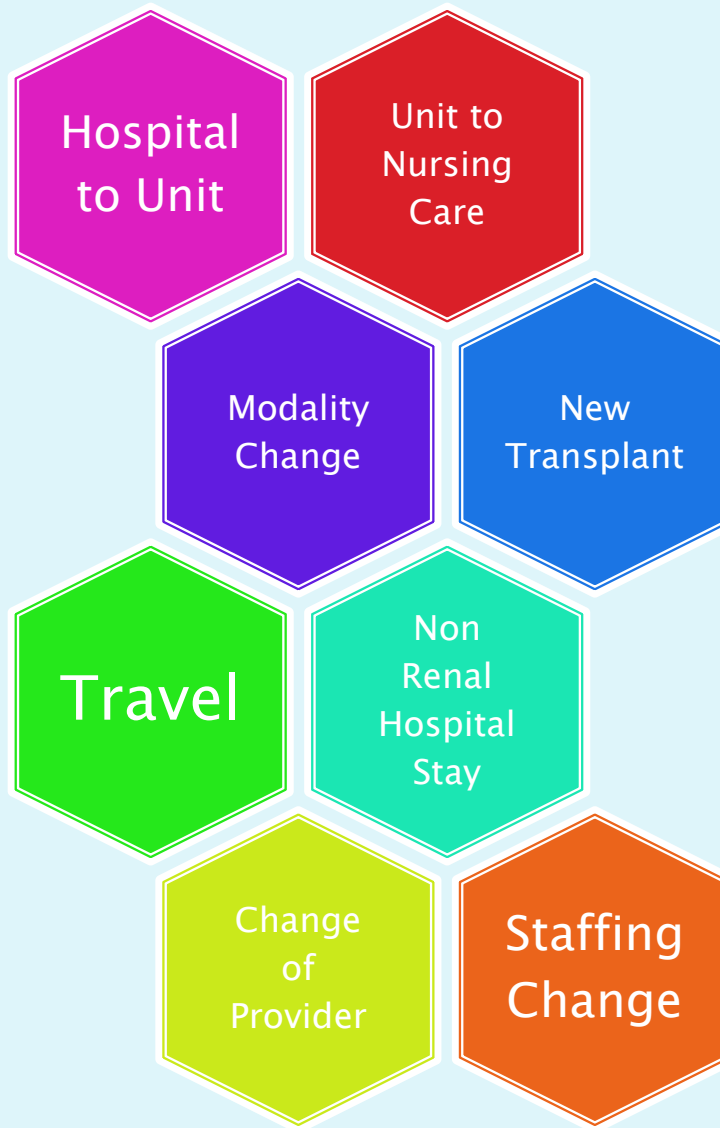 Hospital
to Unit
Unit to
Nursing
Care
Modality
Change
New
Transplant
Travel
Non
Renal
Hospital
Stay
Change
of
Provider
Staffing
Change